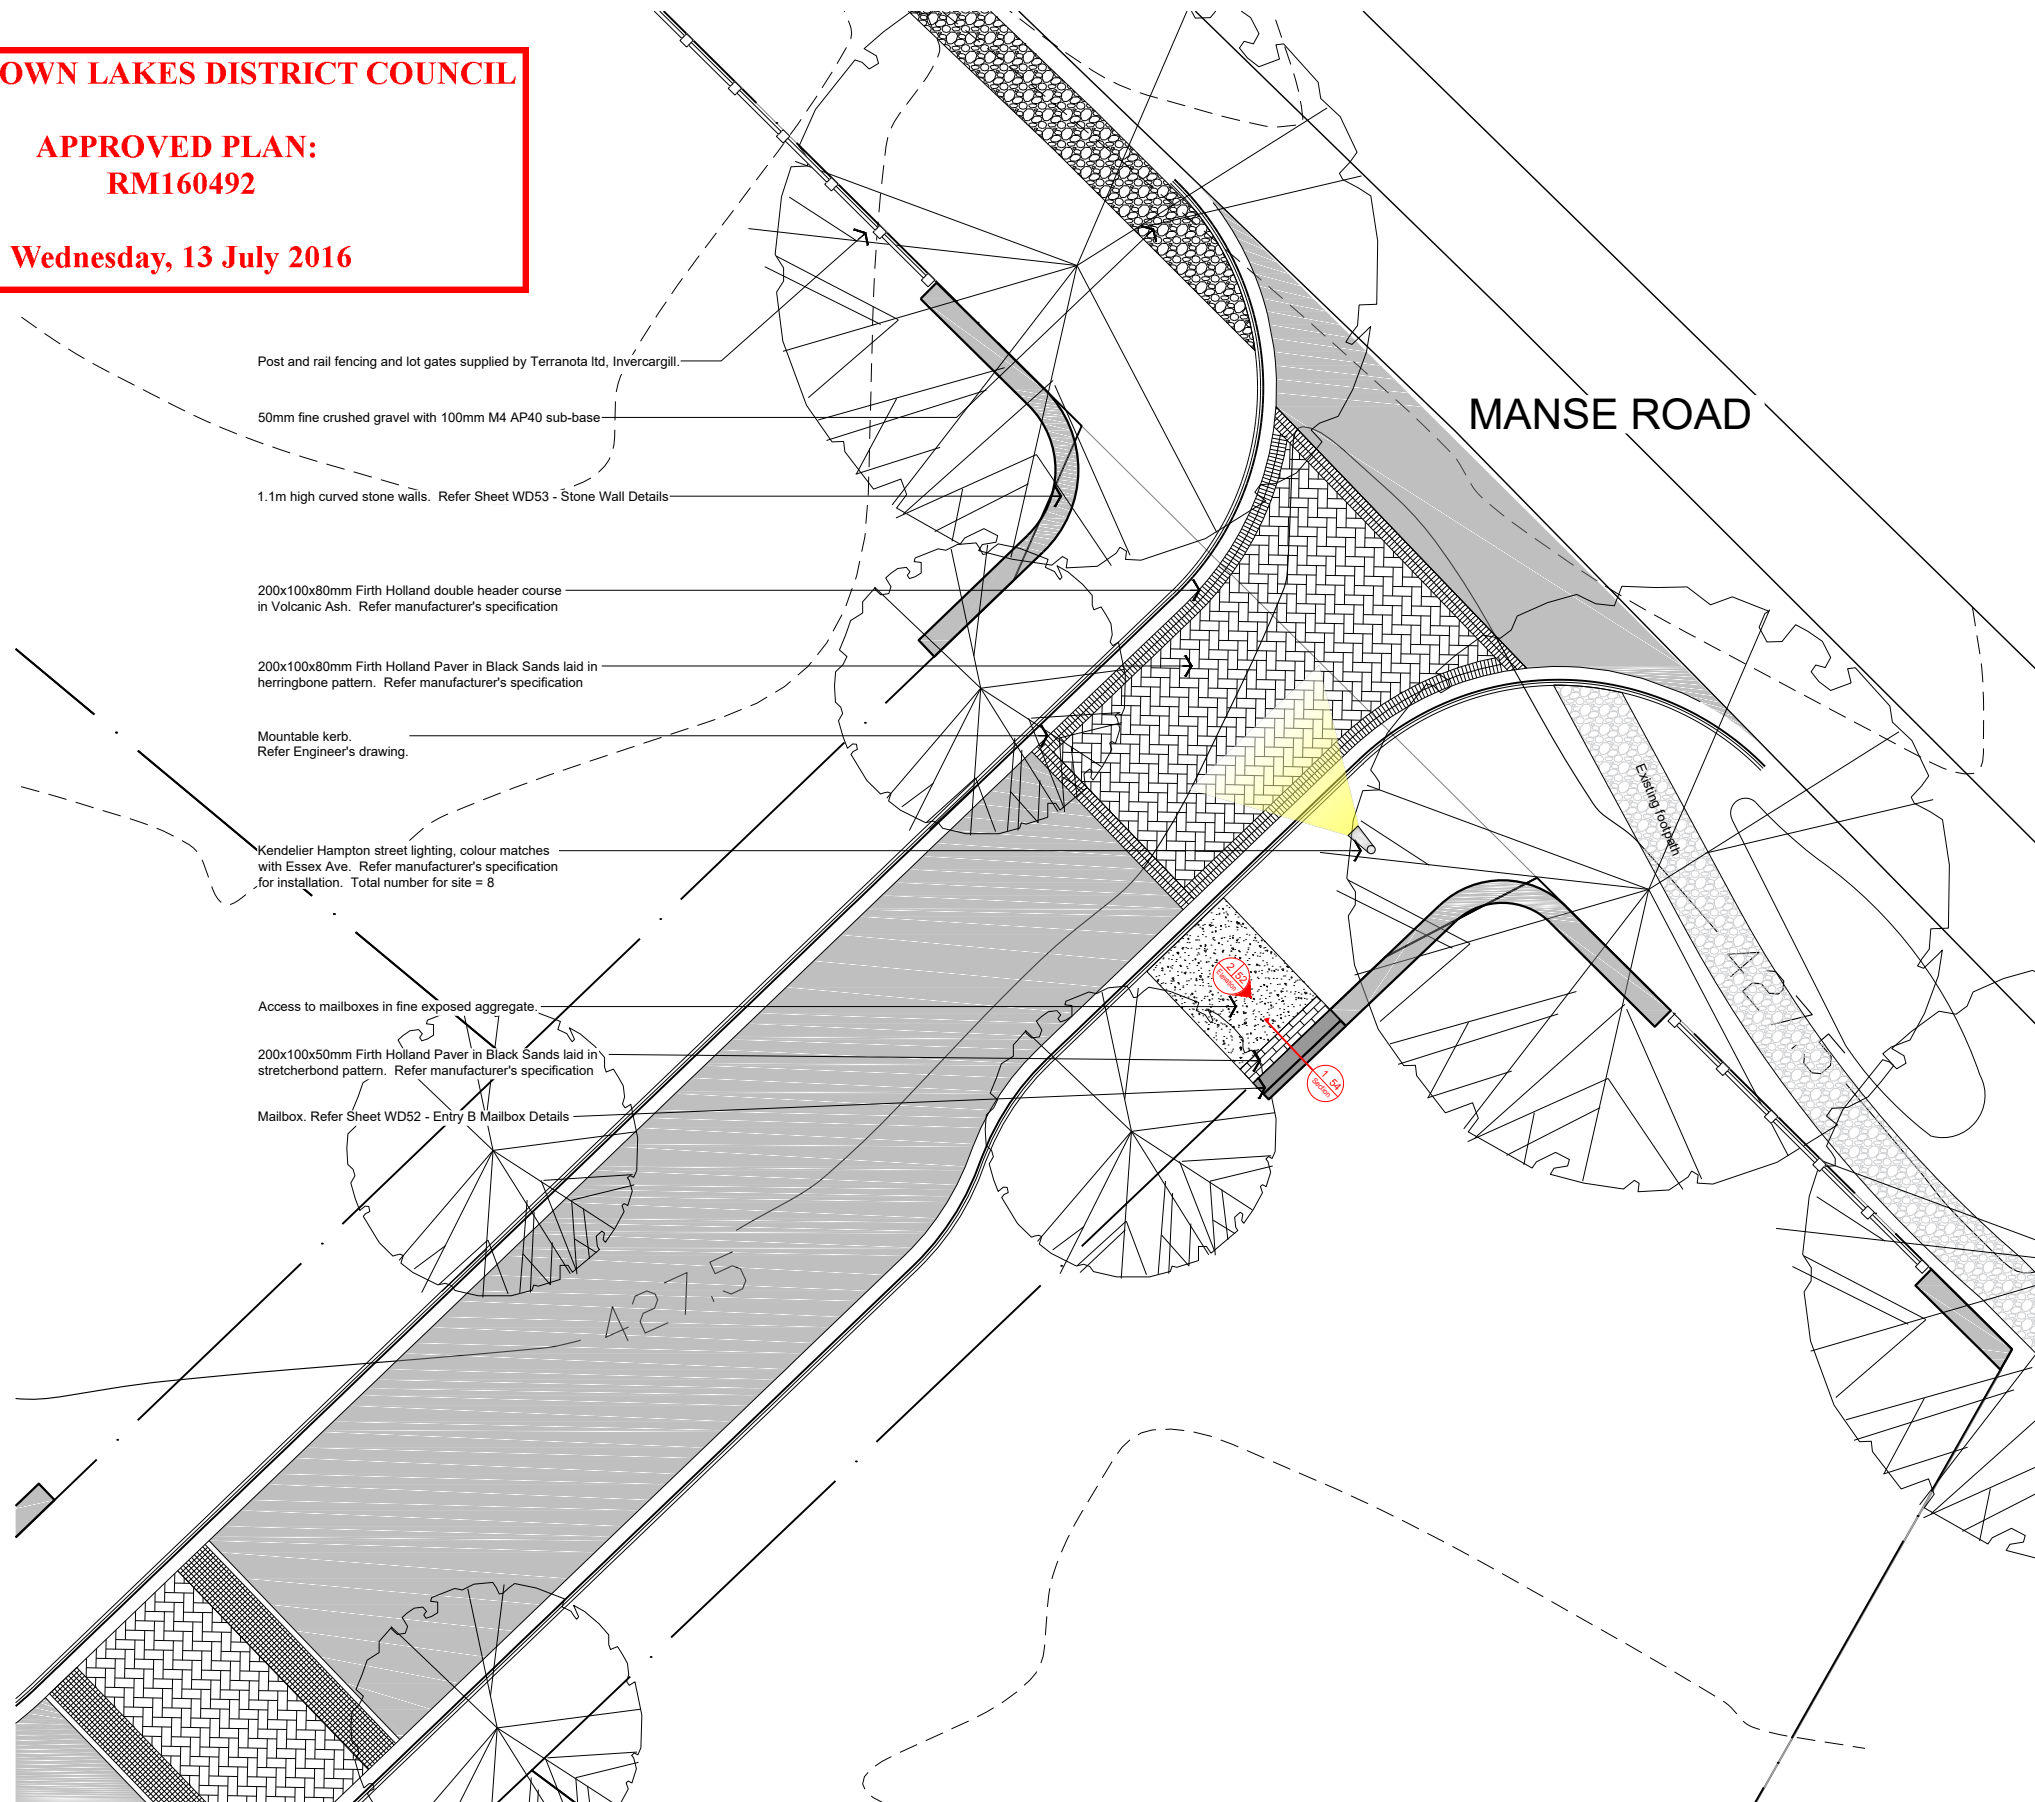 OWN LAKES DISTRICT COUNCIL
APPROVED PLAN:
RM160492
Wednesday, 13 July 2016
Post and rail fencing and lot gates supplied by Terranota ltd, Invercargill.
50mm fine crushed gravel with 100mm M4 AP40 sub-base
MANSE ROAD
1.1m high curved stone walls. Refer Sheet WD53 - Stone Wall Details
200x100x80mm Firth Holland double header course
in Volcanic Ash. Refer manufacturer's specification
200x100x80mm Firth Holland Paver in Black Sands laid in
herringbone pattern. Refer manufacturer's specification
Mountable kerb.
Refer Engineer's drawing.
Existing footpath
Kendelier Hampton street lighting, colour matches
with Essex Ave. Refer manufacturer's specification
for installation. Total number for site = 8
2 52
Elevation
Access to mailboxes in fine exposed aggregate.
200x100x50mm Firth Holland Paver in Black Sands laid in
stretcherbond pattern. Refer manufacturer's specification
1 54
Section
Mailbox. Refer Sheet WD52 - Entry B Mailbox Details
427.5